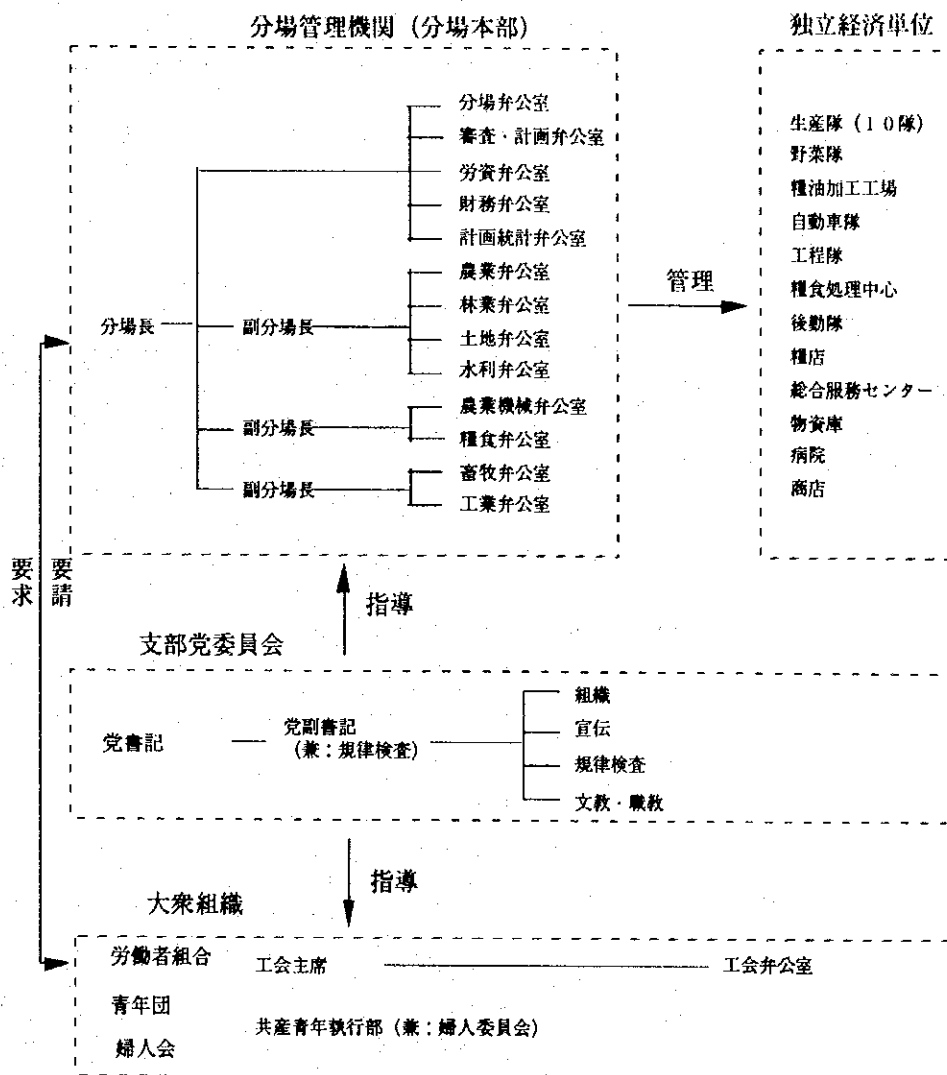 分場管理機関（分場本部）
独立経済単位
分場弁公室
審査・計画弁公室
労資弁公室
財務弁公室
計画統計弁公室
農業弁公室
林業弁公室
土地弁公室
水利弁公室
農業機械弁公室
糧食弁公室
畜牧弁公室
工業弁公室
分場長
副分場長
副分場長
副分場長
管理
生産隊（１０隊）
野菜隊
糧油加工工場
自動車隊
工程隊
糧食処理中心
後勤隊
糧店
総合服務センター
物資庫
病院
商店
要求
要請
指導
支部党委員会
党書記
党副書記
（兼：規律検査）
組織
宣伝
規律検査
文教・職教
指導
大衆組織
労働者組合
工会主席
工会弁公室
青年団
共産青年執行部（兼：婦人委員会）
婦人会